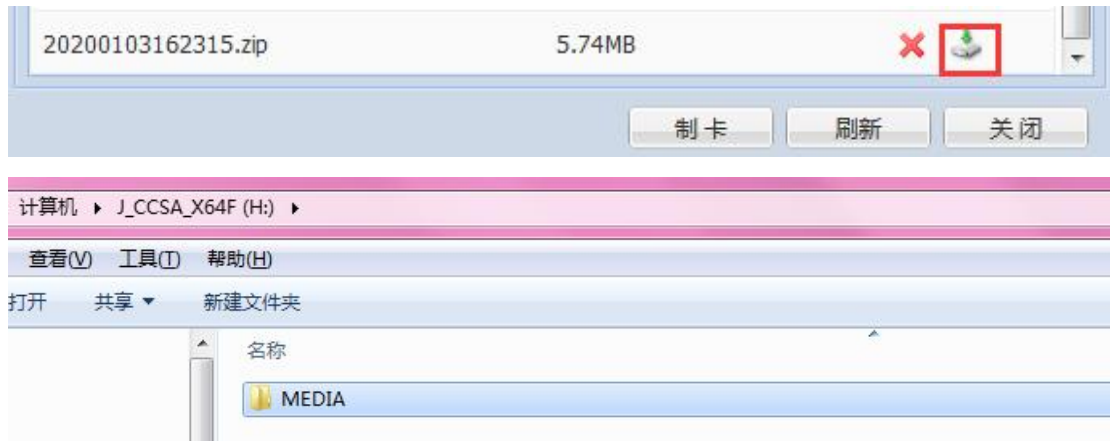 20200103162315.zip 5.74MB
制卡 刷新 关闭
计算机 ▸ J_CCSA_X64F (H:) ▸
查看(V) 工具(T) 帮助(H)
打开 共享 ▼ 新建文件夹
名称
MEDIA